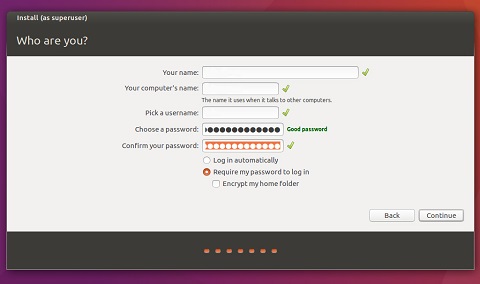 Install (as superuser)
Who are you?
Your name:
Your computer's name:
The name it uses when it talks to other computers.
Pick a username:
Choose a password: ●●●●●●●●●●●● Good password
Confirm your password: ●●●●●●●●●●●●
Log in automatically
Require my password to log in
Encrypt my home folder
Back Continue